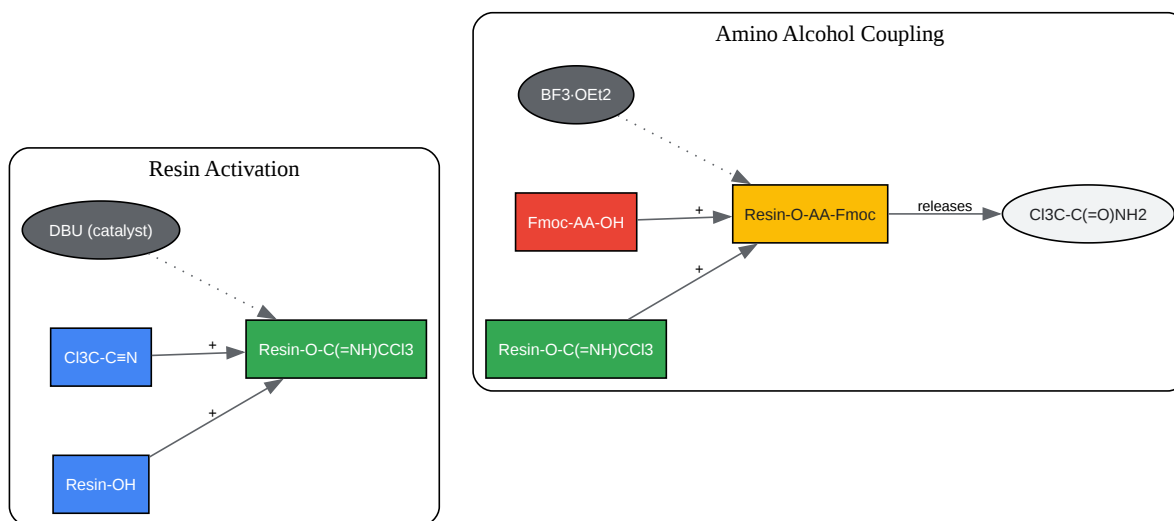 Resin Activation
DBU (catalyst)
Cl3C-C≡N
+
Resin-O-C(=NH)CCl3
+
Resin-OH
Amino Alcohol Coupling
BF3·OEt2
Fmoc-AA-OH
+
Resin-O-AA-Fmoc
releases
Cl3C-C(=O)NH2
+
Resin-O-C(=NH)CCl3